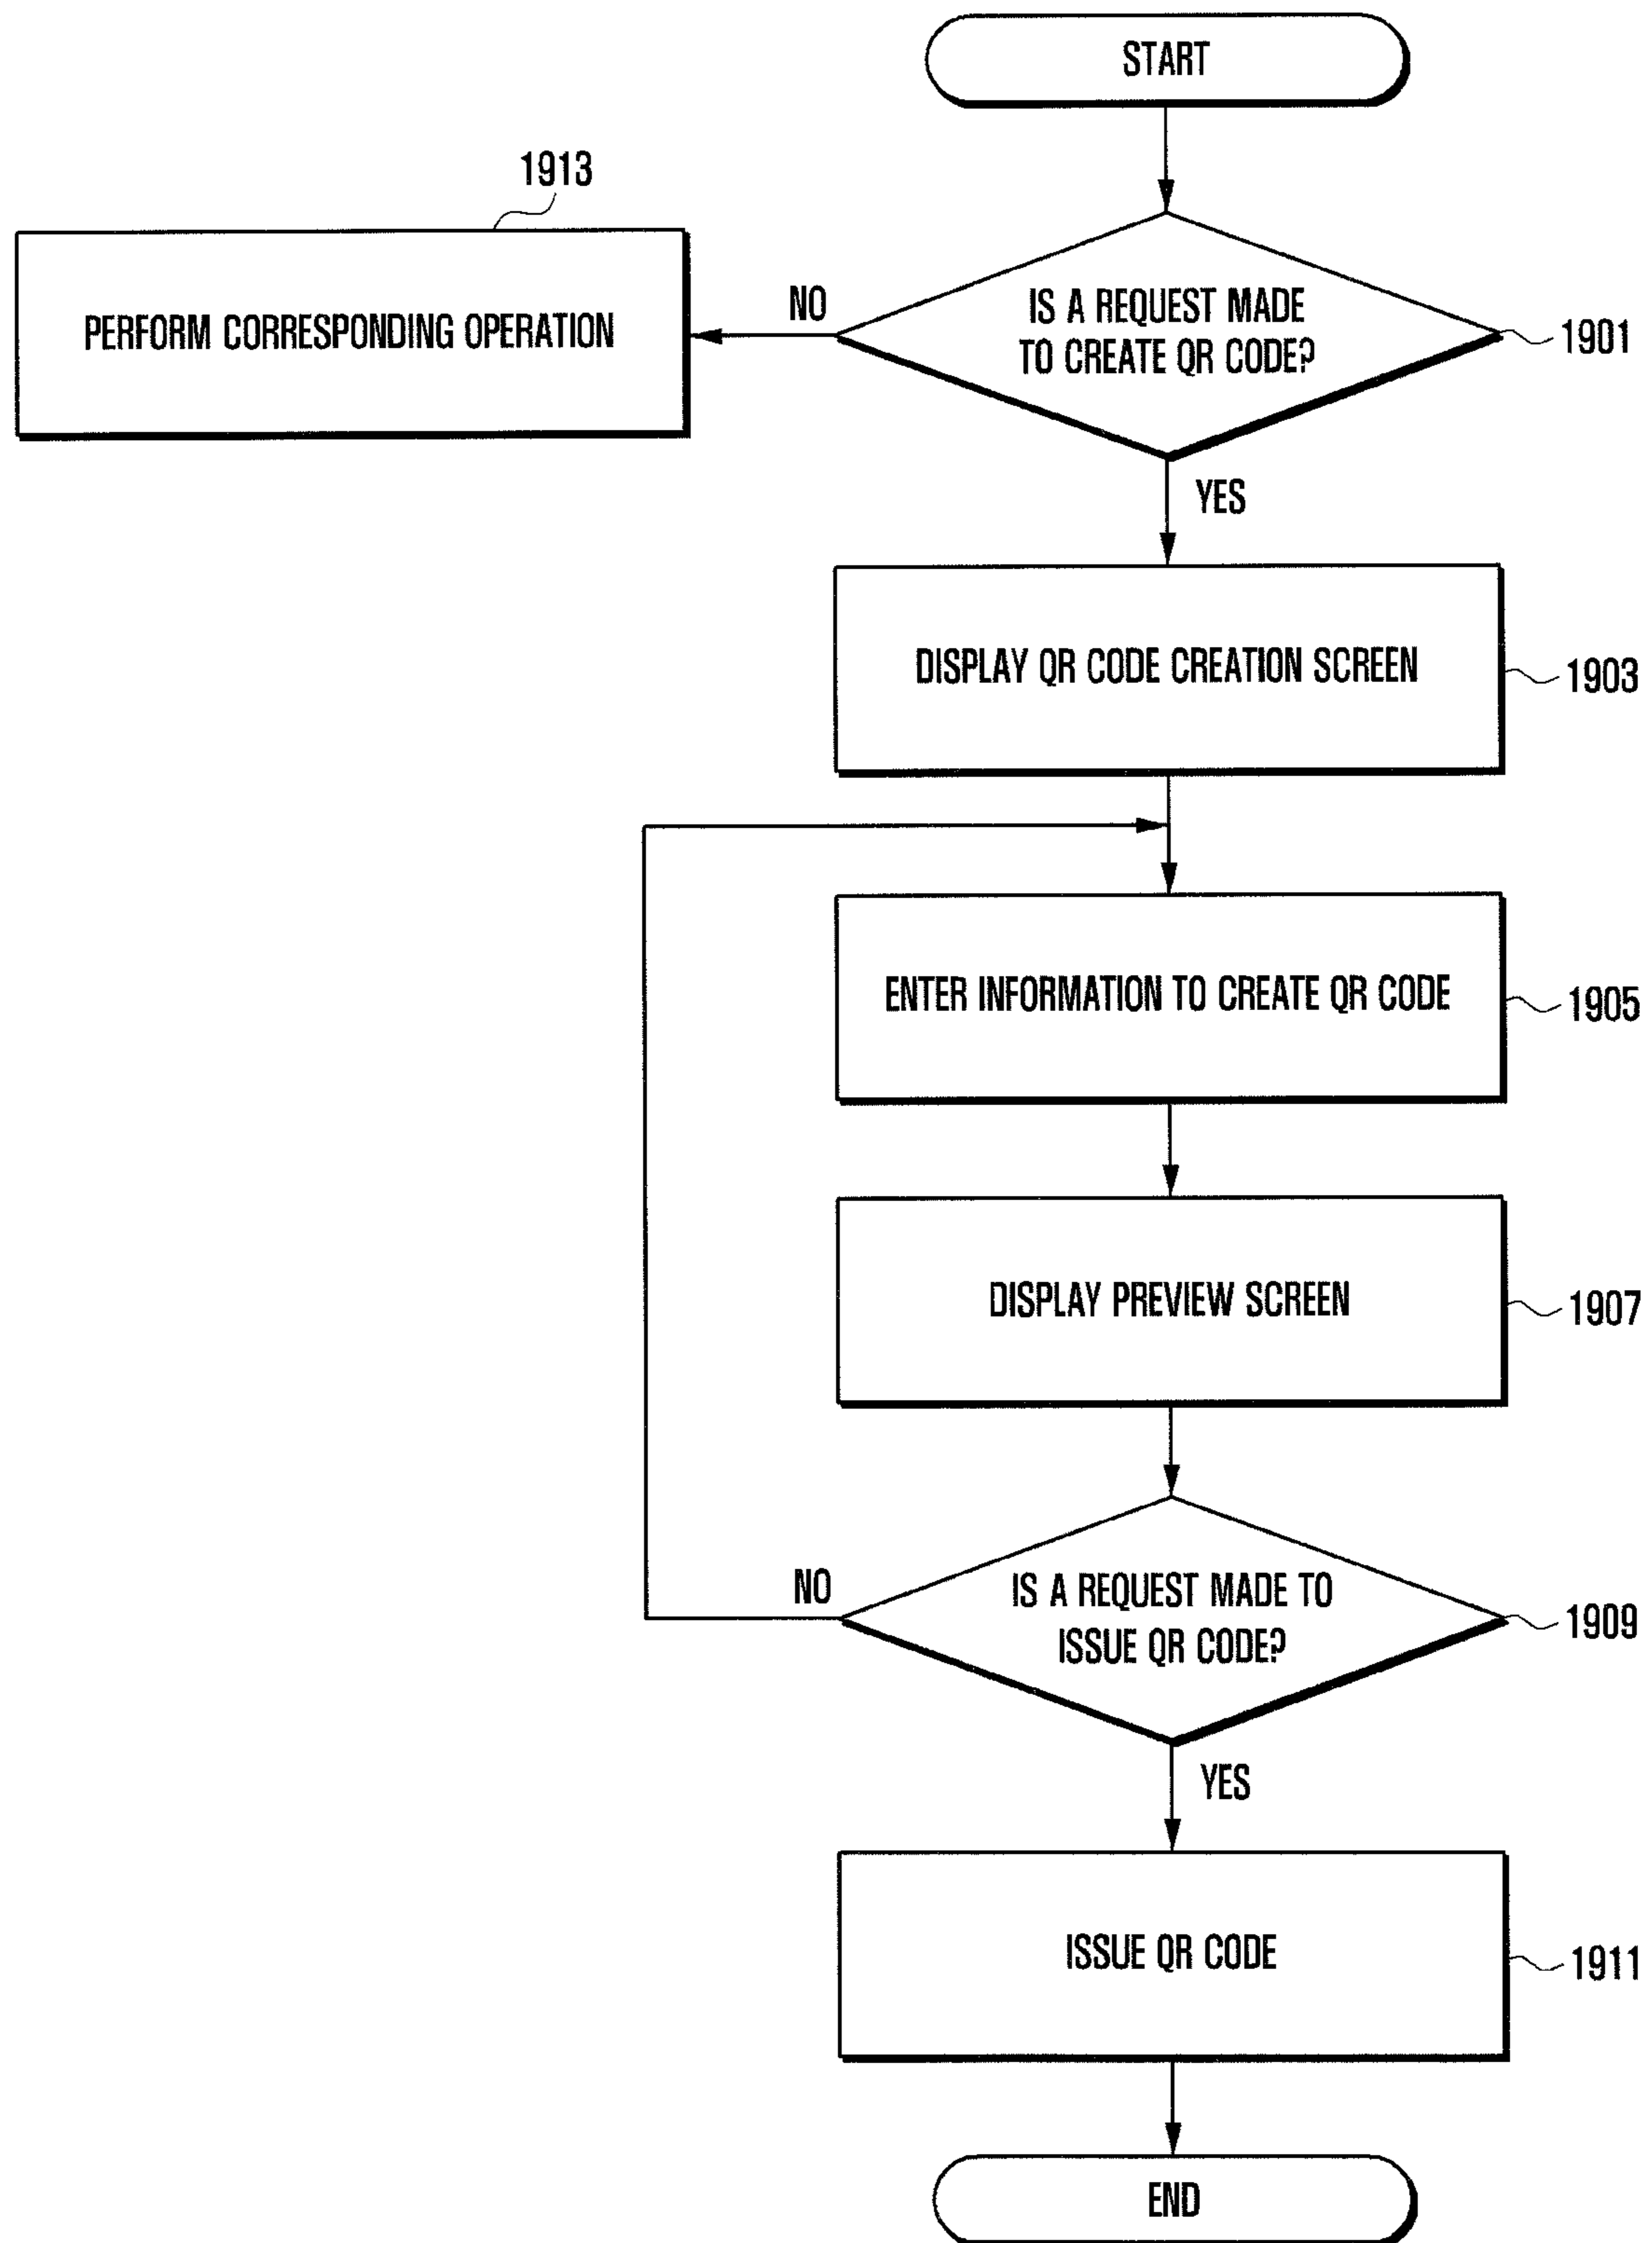 START
1913
PERFORM CORRESPONDING OPERATION
NO
IS A REQUEST MADE
TO CREATE QR CODE?
1901
YES
DISPLAY QR CODE CREATION SCREEN
1903
ENTER INFORMATION TO CREATE QR CODE
1905
DISPLAY PREVIEW SCREEN
1907
NO
IS A REQUEST MADE TO
ISSUE QR CODE?
1909
YES
ISSUE QR CODE
1911
END